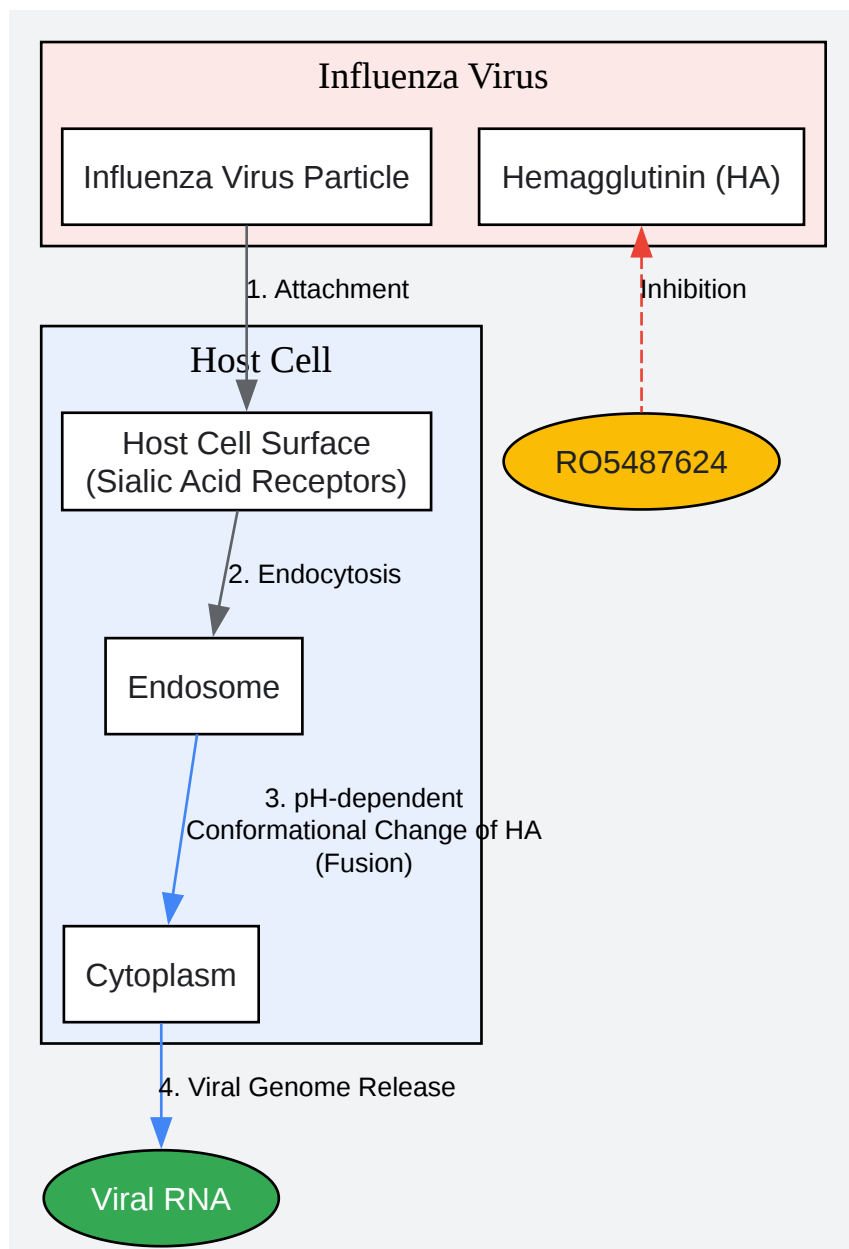 Influenza Virus
Influenza Virus Particle
Hemagglutinin (HA)
1. Attachment
Inhibition
Host Cell
Host Cell Surface
(Sialic Acid Receptors)
RO5487624
2. Endocytosis
Endosome
3. pH-dependent
Conformational Change of HA
(Fusion)
Cytoplasm
4. Viral Genome Release
Viral RNA